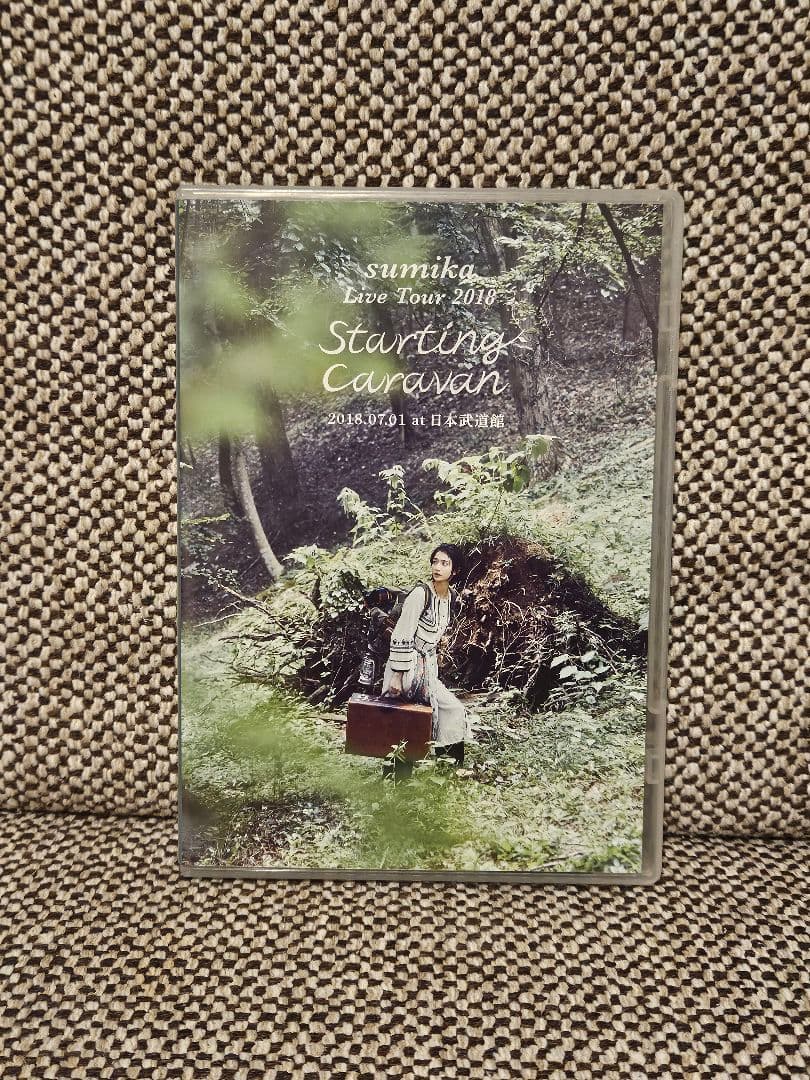 sumika
Live Tour 2018
Starting
Caravan
2018.07.01 at 日本武道館